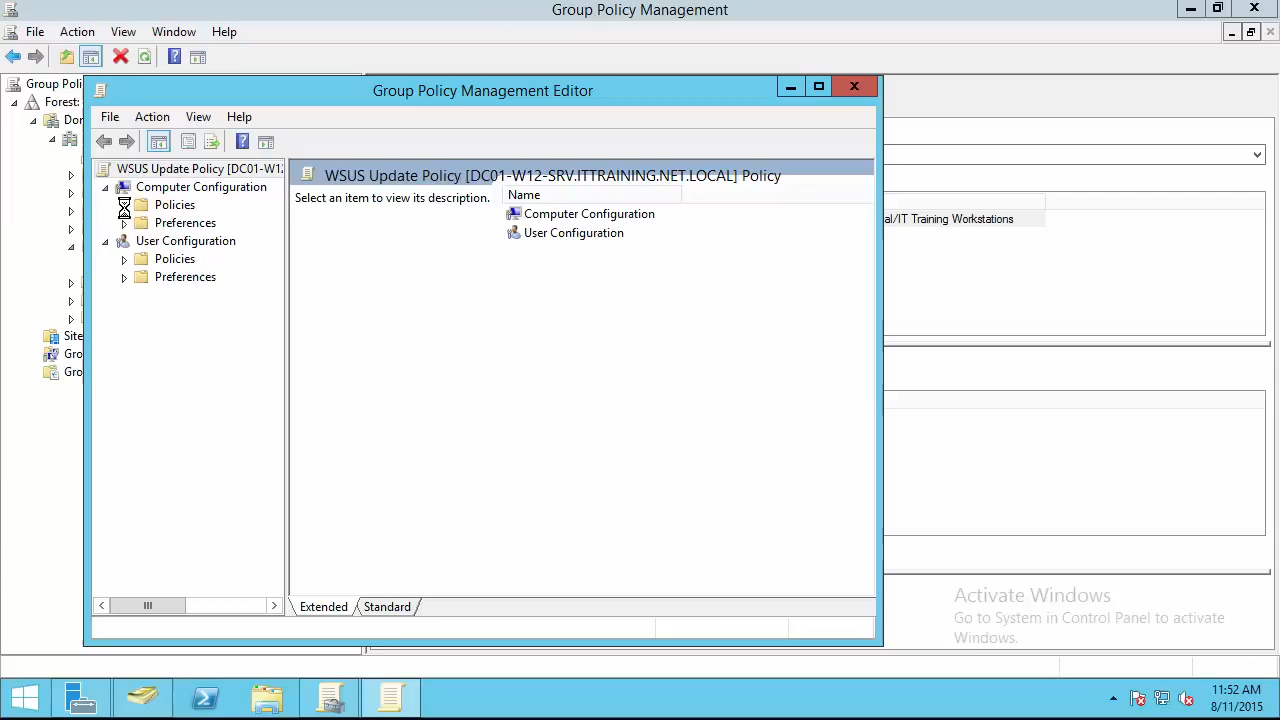 Group Policy Management
File Action View Window Help
Group Poli
Forest:
Dor
Site
Gro
Gro
Group Policy Management Editor
File Action View Help
WSUS Update Policy [DC01-W12
Computer Configuration
Policies
Preferences
User Configuration
Policies
Preferences
WSUS Update Policy [DC01-W12-SRV.ITTRAINING.NET.LOCAL] Policy
Select an item to view its description.
Name
Computer Configuration
User Configuration
Extended Standard
al/IT Training Workstations
Activate Windows
Go to System in Control Panel to activate
Windows.
11:52 AM
8/11/2015